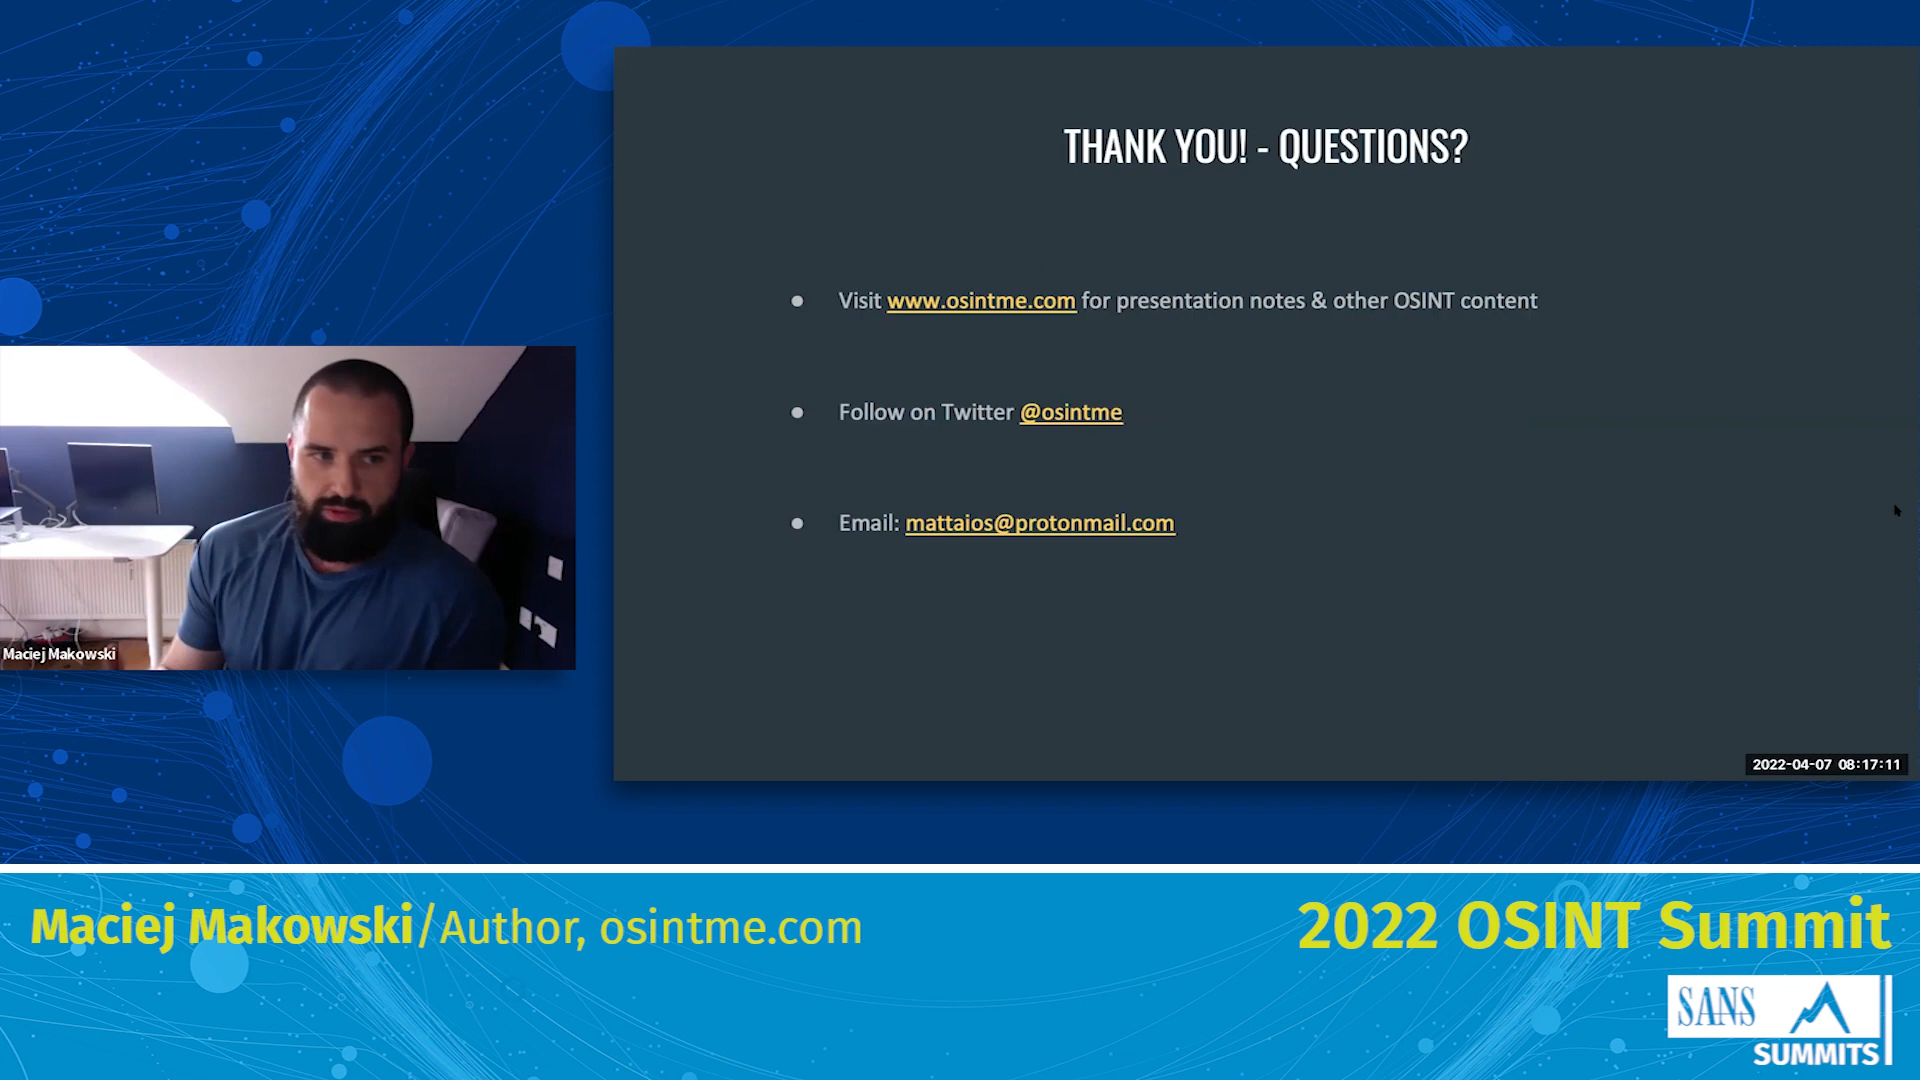 THANK YOU! - QUESTIONS?
● Visit www.osintme.com for presentation notes & other OSINT content
● Follow on Twitter @osintme
● Email: mattaios@protonmail.com
Maciej Makowski
2022-04-07 08:17:11
Maciej Makowski/Author, osintme.com
2022 OSINT Summit
SANS
SUMMITS